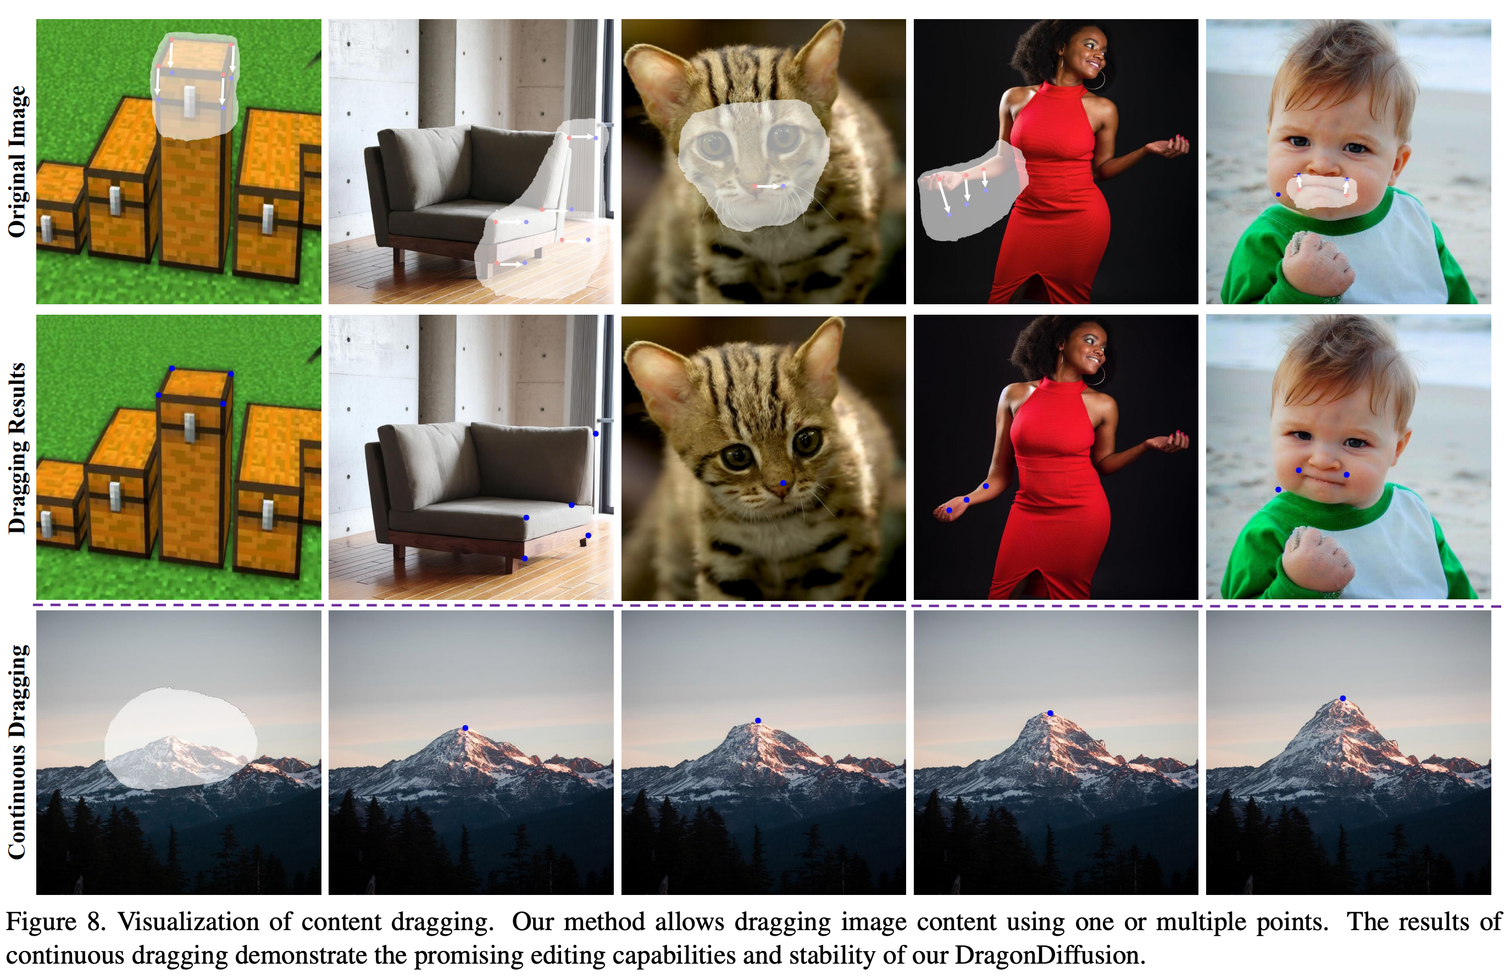 Original Image
Dragging Results
Continuous Dragging
Figure 8. Visualization of content dragging. Our method allows dragging image content using one or multiple points. The results of
continuous dragging demonstrate the promising editing capabilities and stability of our DragonDiffusion.